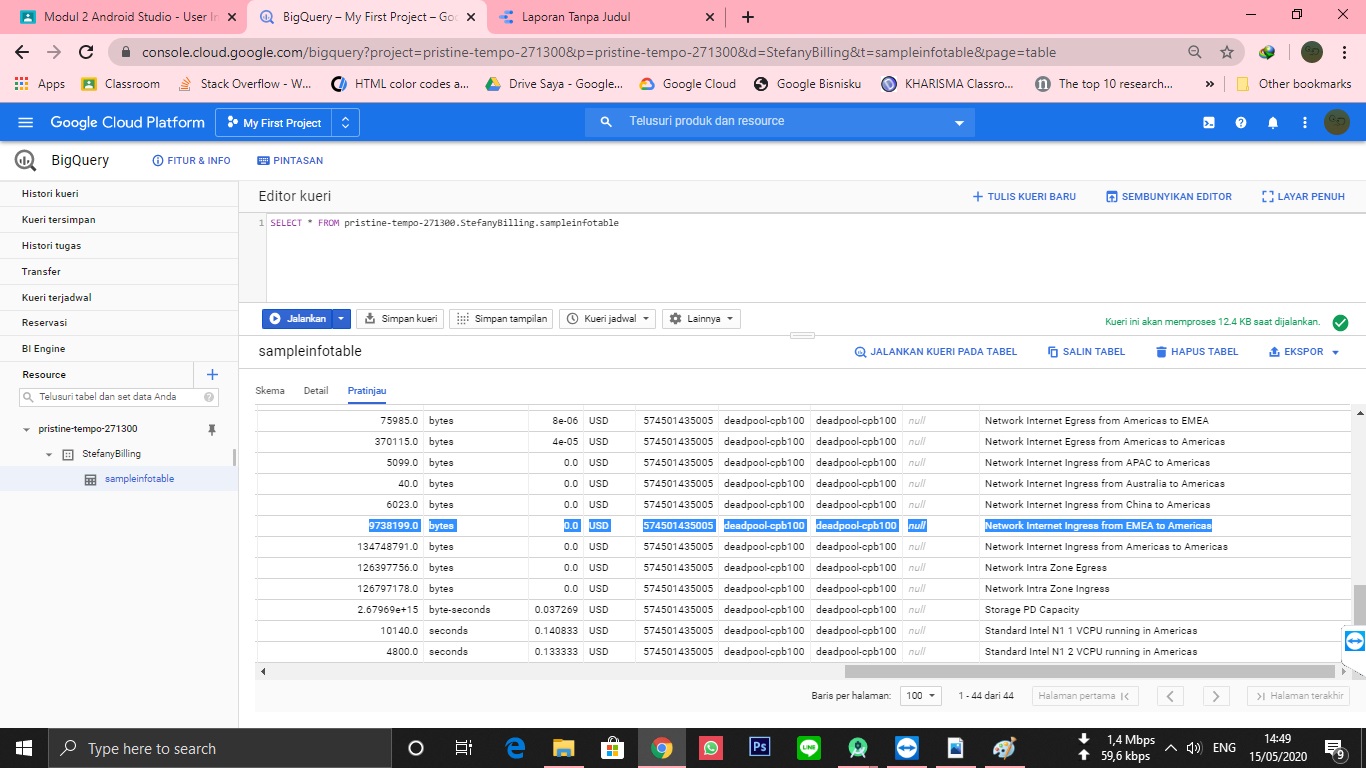 Modul 2 Android Studio - User In
BigQuery – My First Project – Goo
Laporan Tanpa Judul
console.cloud.google.com/bigquery?project=pristine-tempo-271300&p=pristine-tempo-271300&d=StefanyBilling&t=sampleinfotable&page=table
Apps Classroom Stack Overflow - W... HTML color codes a... Drive Saya - Google... Google Cloud Google Bisnisku KHARISMA Classro... The top 10 research... » Other bookmarks
Google Cloud Platform My First Project Telusuri produk dan resource
BigQuery FITUR & INFO PINTASAN
Histori kueri
Kueri tersimpan
Histori tugas
Transfer
Kueri terjadwal
Reservasi
BI Engine
Resource
Telusuri tabel dan set data Anda
pristine-tempo-271300
StefanyBilling
sampleinfotable
Editor kueri TULIS KUERI BARU SEMBUNYIKAN EDITOR LAYAR PENUH
1 SELECT * FROM pristine-tempo-271300.StefanyBilling.sampleinfotable
Jalankan Simpan kueri Simpan tampilan Kueri jadwal Lainnya Kueri ini akan memproses 12.4 KB saat dijalankan.
sampleinfotable JALANKAN KUERI PADA TABEL SALIN TABEL HAPUS TABEL EKSPOR
Skema Detail Pratinjau
75985.0 bytes 8e-06 USD 574501435005 deadpool-cpb100 deadpool-cpb100 null Network Internet Egress from Americas to EMEA
370115.0 bytes 4e-05 USD 574501435005 deadpool-cpb100 deadpool-cpb100 null Network Internet Egress from Americas to Americas
5099.0 bytes 0.0 USD 574501435005 deadpool-cpb100 deadpool-cpb100 null Network Internet Ingress from APAC to Americas
40.0 bytes 0.0 USD 574501435005 deadpool-cpb100 deadpool-cpb100 null Network Internet Ingress from Australia to Americas
6023.0 bytes 0.0 USD 574501435005 deadpool-cpb100 deadpool-cpb100 null Network Internet Ingress from China to Americas
9738199.0 bytes 0.0 USD 574501435005 deadpool-cpb100 deadpool-cpb100 null Network Internet Ingress from EMEA to Americas
134748791.0 bytes 0.0 USD 574501435005 deadpool-cpb100 deadpool-cpb100 null Network Internet Ingress from Americas to Americas
126397756.0 bytes 0.0 USD 574501435005 deadpool-cpb100 deadpool-cpb100 null Network Intra Zone Egress
126797178.0 bytes 0.0 USD 574501435005 deadpool-cpb100 deadpool-cpb100 null Network Intra Zone Ingress
2.67969e+15 byte-seconds 0.037269 USD 574501435005 deadpool-cpb100 deadpool-cpb100 null Storage PD Capacity
10140.0 seconds 0.140833 USD 574501435005 deadpool-cpb100 deadpool-cpb100 null Standard Intel N1 1 VCPU running in Americas
4800.0 seconds 0.133333 USD 574501435005 deadpool-cpb100 deadpool-cpb100 null Standard Intel N1 2 VCPU running in Americas
Baris per halaman: 100 1 - 44 dari 44 Halaman pertama Halaman terakhir
Type here to search Ps LINE 1,4 Mbps 59,6 kbps ENG 14:49 15/05/2020 9